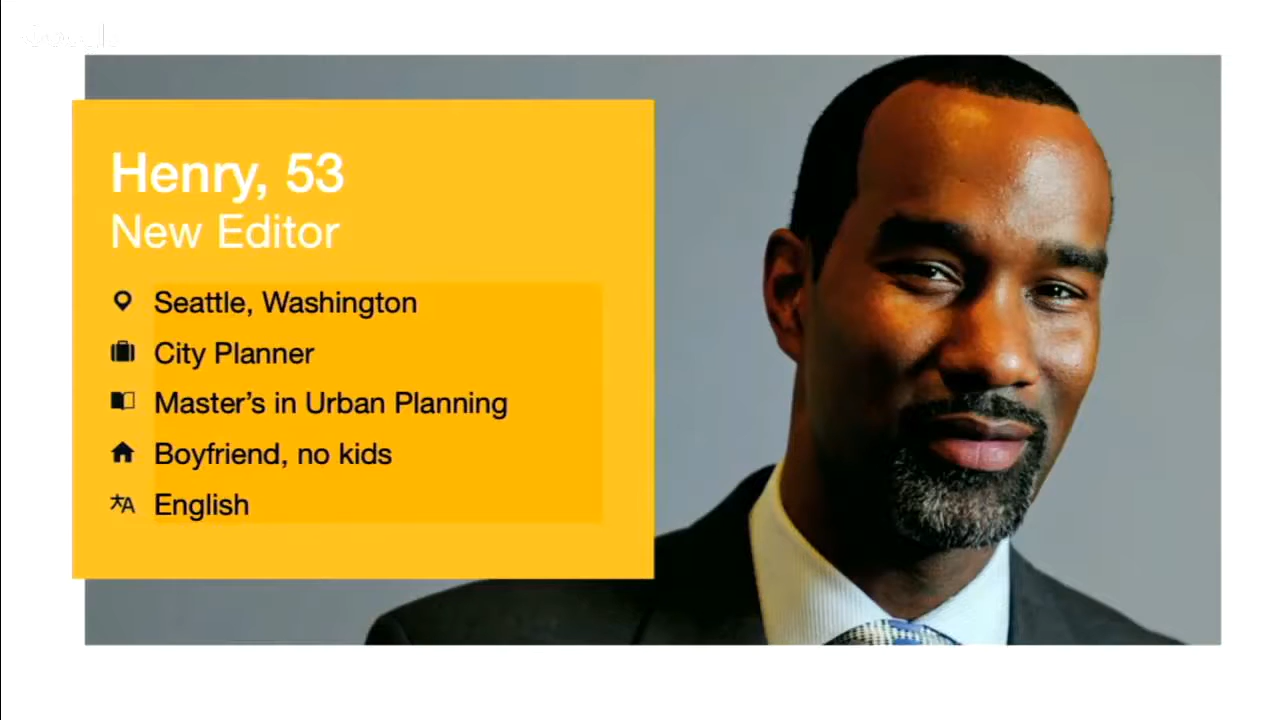 Henry, 53
New Editor
Seattle, Washington
City Planner
Master's in Urban Planning
Boyfriend, no kids
English